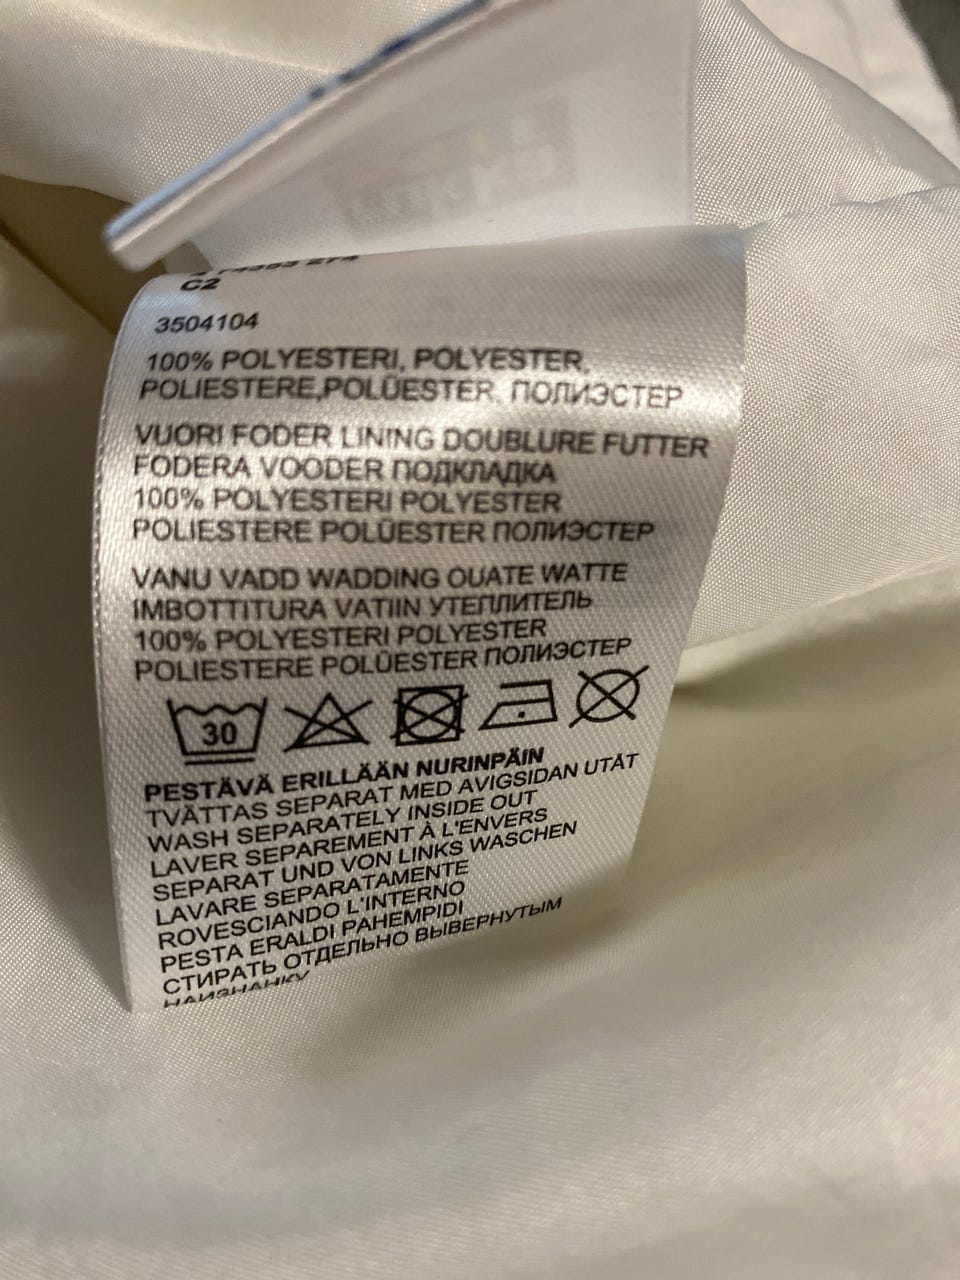 C2
3504104
100% POLYESTERI, POLYESTER,
POLIESTERE,POLÜESTER, ПОЛИЭСТЕР
VUORI FODER LINING DOUBLURE FUTTER
FODERA VOODER ПОДКЛАДКА
100% POLYESTERI POLYESTER
POLIESTERE POLÜESTER ПОЛИЭСТЕР
VANU VADD WADDING OUATE WATTE
IMBOTTITURA VATIIN УТЕПЛИТЕЛЬ
100% POLYESTERI POLYESTER
POLIESTERE POLÜESTER ПОЛИЭСТЕР
30
PESTÄVÄ ERILLÄÄN NURINPÄIN
TVÄTTAS SEPARAT MED AVIGSIDAN UTÅT
WASH SEPARATELY INSIDE OUT
LAVER SEPAREMENT À L'ENVERS
SEPARAT UND VON LINKS WASCHEN
LAVARE SEPARATAMENTE
ROVESCIANDO L'INTERNO
PESTA ERALDI PAHEMPIDI
СТИРАТЬ ОТДЕЛЬНО ВЫВЕРНУТЫМ
НАИЗНАНКУ